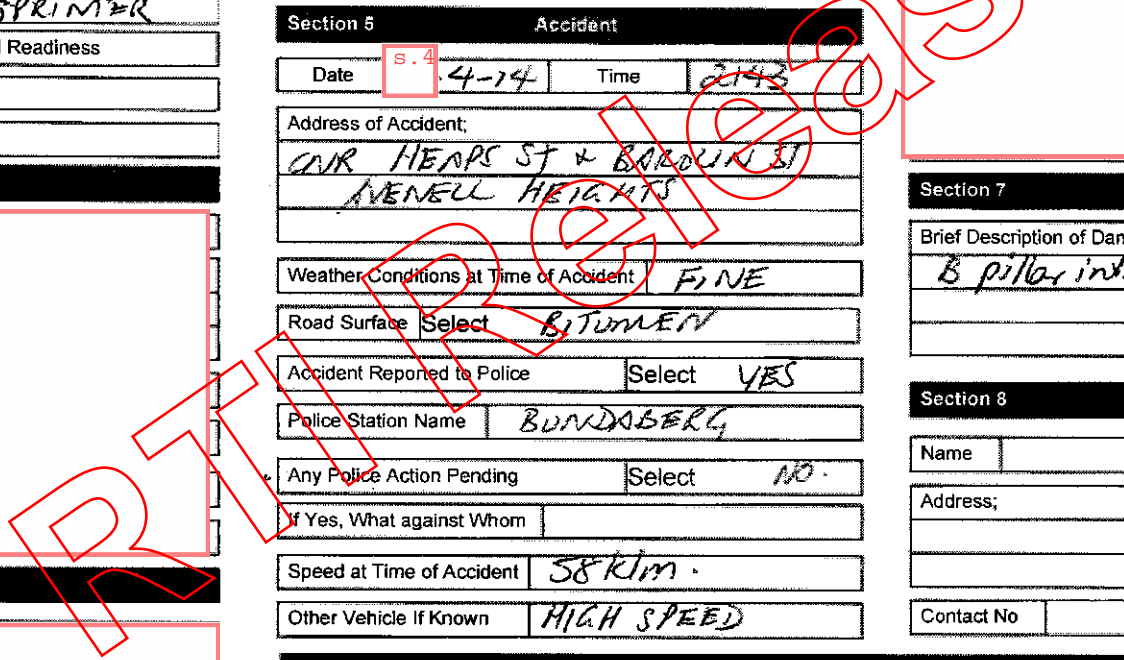 SPRINTER
Readiness
Section 5 Accident
Date s.4 .4-14 Time 2143
Address of Accident;
CNR HEAPS ST & BAROLIN ST
AVENELL HEIGHTS
Weather Conditions at Time of Accident FINE
Road Surface Select BITUMEN
Accident Reported to Police Select YES
Police Station Name BUNDABERG
Any Police Action Pending Select NO.
If Yes, What against Whom
Speed at Time of Accident 58 klm.
Other Vehicle If Known HIGH SPEED
Section 7
Brief Description of Dam
B pillar int
Section 8
Name
Address;
Contact No
RTI Releas